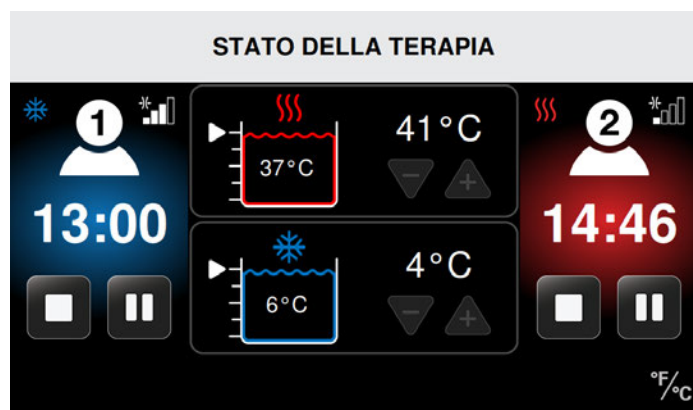 STATO DELLA TERAPIA
1
13:00
37°C
41°C
6°C
4°C
2
14:46
°F/°C